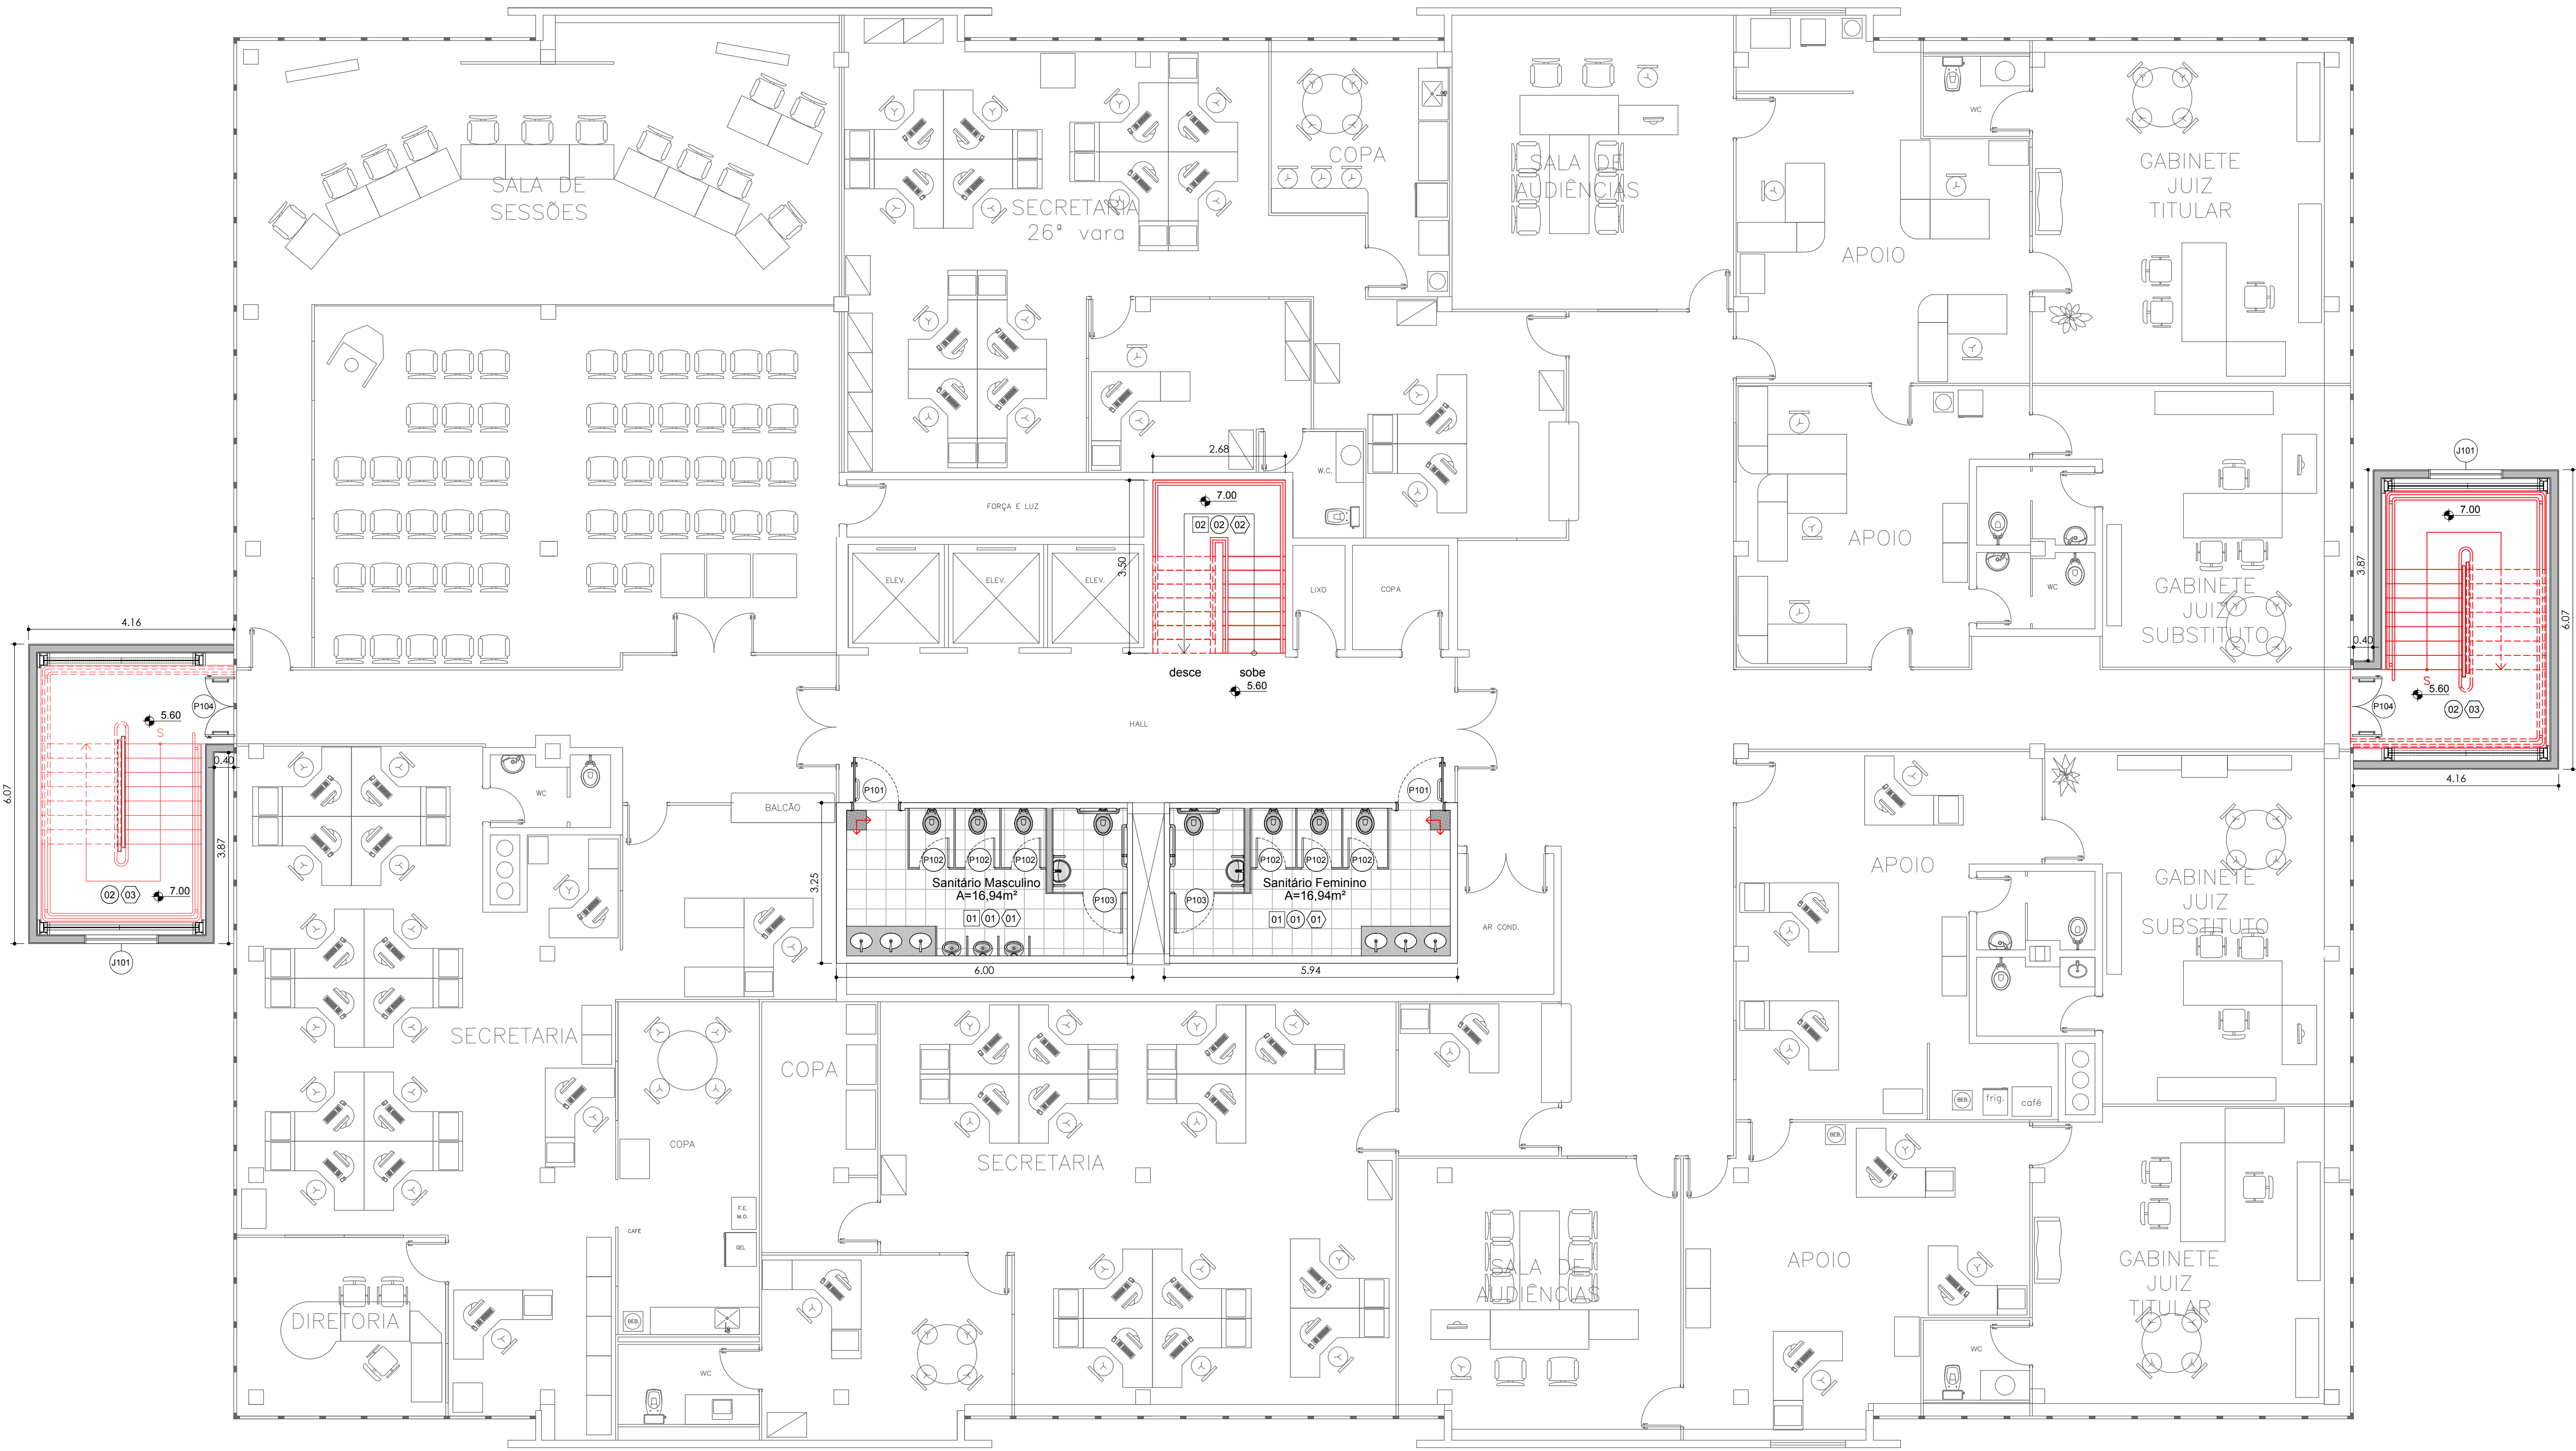 WC
GABINETE
JUIZ
TITULAR
COPA
SALA DE
AUDIÊNCIAS
SALA DE
SESSÕES
SECRETARIA
26ª vara
APOIO
2.68
W.C.
J101
7.00
FORÇA E LUZ
02 02 02
7.00
3.50
APOIO
3.87
ELEV.
ELEV.
ELEV.
LIXO
COPA
WC
GABINETE
JUIZ
SUBSTITUTO
6.07
4.16
0.40
desce
sobe
5.60
S
5.60
P104
5.60
S
HALL
P104
02 03
0.40
6.07
WC
P101
P101
4.16
BALCÃO
3.87
3.25
P102
P102
P102
P102
P102
P102
APOIO
GABINETE
JUIZ
SUBSTITUTO
Sanitário Masculino
A=16,94m²
Sanitário Feminino
A=16,94m²
02 03
7.00
P103
P103
01 01 01
01 01 01
AR COND.
J101
6.00
5.94
SECRETARIA
COPA
BEB.
frig.
café
COPA
SECRETARIA
BEB.
F.E.
M.O.
CAFÉ
GEL
APOIO
GABINETE
JUIZ
TITULAR
SALA DE
AUDIÊNCIAS
DIRETORIA
BEB.
WC
WC